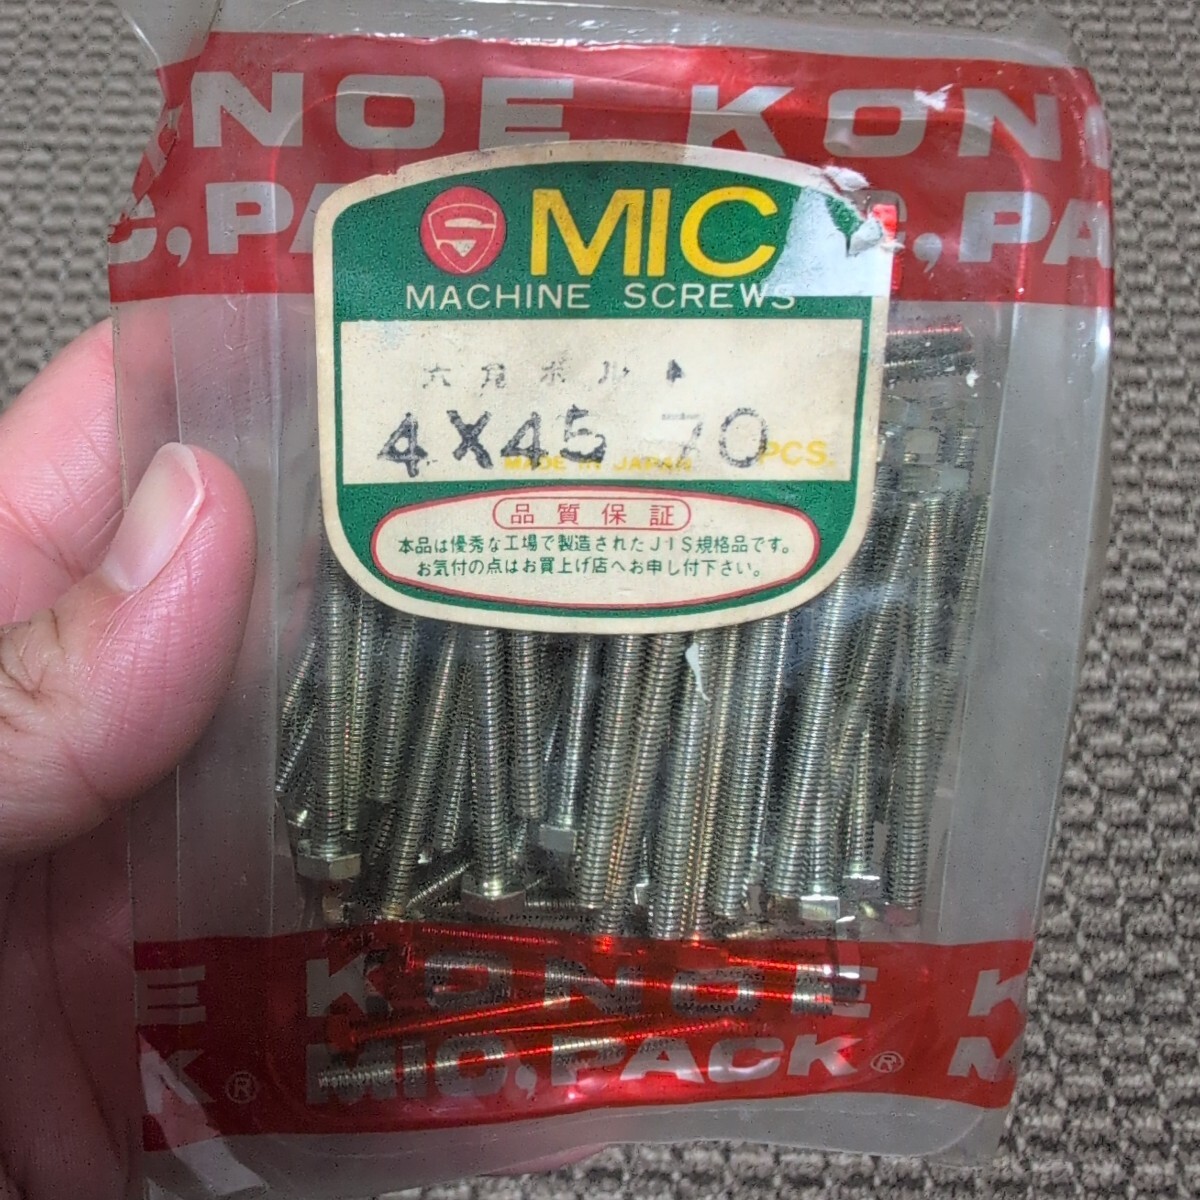 NOE KON
C,PA C,PA
MIC
MACHINE SCREWS
六角ボルト
4×45 70 PCS.
MADE IN JAPAN
品質保証
本品は優秀な工場で製造されたJIS規格品です。
お気付の点はお買上げ店へお申し付下さい。
E KONOE K
K® MIC,PACK® M